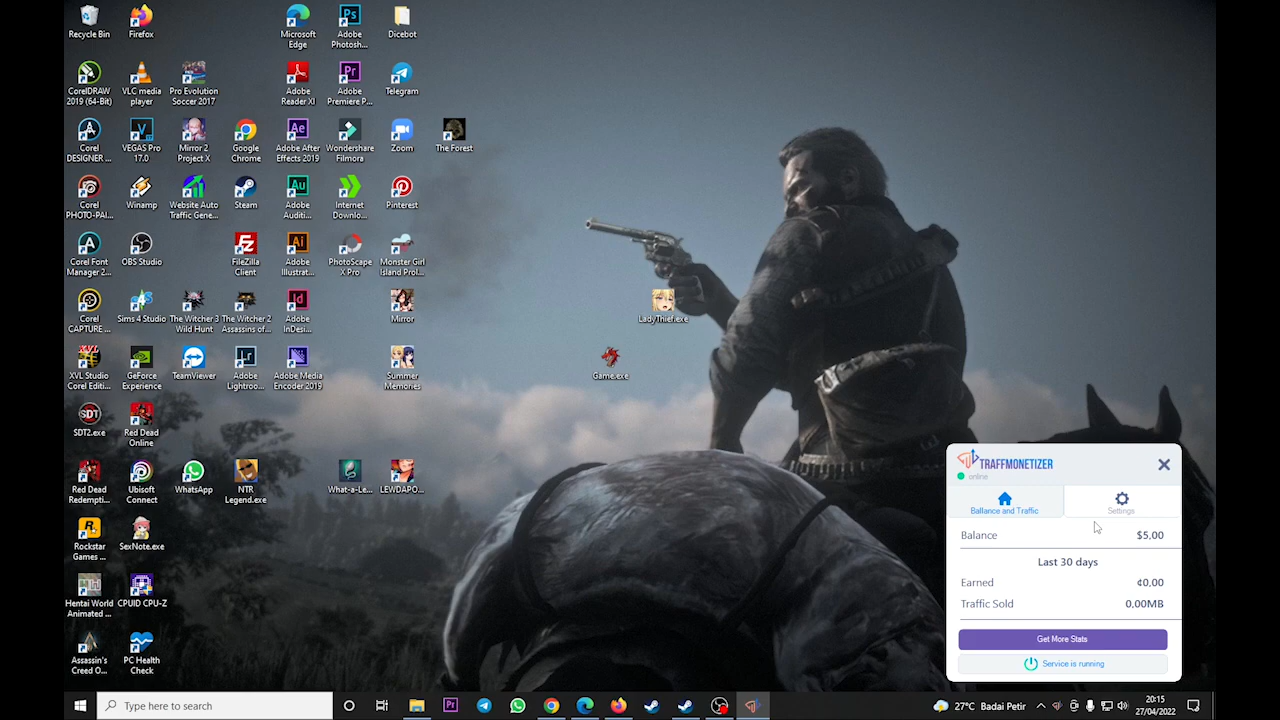 Recycle Bin
Firefox
Microsoft
Edge
Adobe
Photosh...
Dicebot
CorelDRAW
2019 (64-Bit)
VLC media
player
Pro Evolution
Soccer 2017
Adobe
Reader XI
Adobe
Premiere P...
Telegram
Corel
DESIGNER ...
VEGAS Pro
17.0
Mirror 2
Project X
Google
Chrome
Adobe After
Effects 2019
Wondershare
Filmora
Zoom
The Forest
Corel
PHOTO-PAI...
Winamp
Website Auto
Traffic Gene...
Steam
Adobe
Auditi...
Internet
Downlo...
Pinterest
Corel Font
Manager 2...
OBS Studio
FileZilla
Client
Adobe
Illustrat...
PhotoScape
X Pro
Monster Girl
Island Prol...
Corel
CAPTURE ...
Sims 4 Studio
The Witcher 3
Wild Hunt
The Witcher 2
Assassins of...
Adobe
InDesi...
Mirror
LadyThief.exe
XVL Studio
Corel Editi...
GeForce
Experience
TeamViewer
Adobe
Lightroo...
Adobe Media
Encoder 2019
Summer
Memories
Game.exe
SDT2.exe
Red Dead
Online
Red Dead
Redempti...
Ubisoft
Connect
WhatsApp
NTR
Legend.exe
What-a-Le...
LEWDAPO...
Rockstar
Games ...
SexNote.exe
Hentai World
Animated ...
CPUID CPU-Z
Assassin's
Creed O...
PC Health
Check
TRAFFMONETIZER
online
Ballance and Traffic
Settings
Balance $5,00
Last 30 days
Earned ¢0,00
Traffic Sold 0,00MB
Get More Stats
Service is running
Type here to search
27°C Badai Petir
20:15
27/04/2022